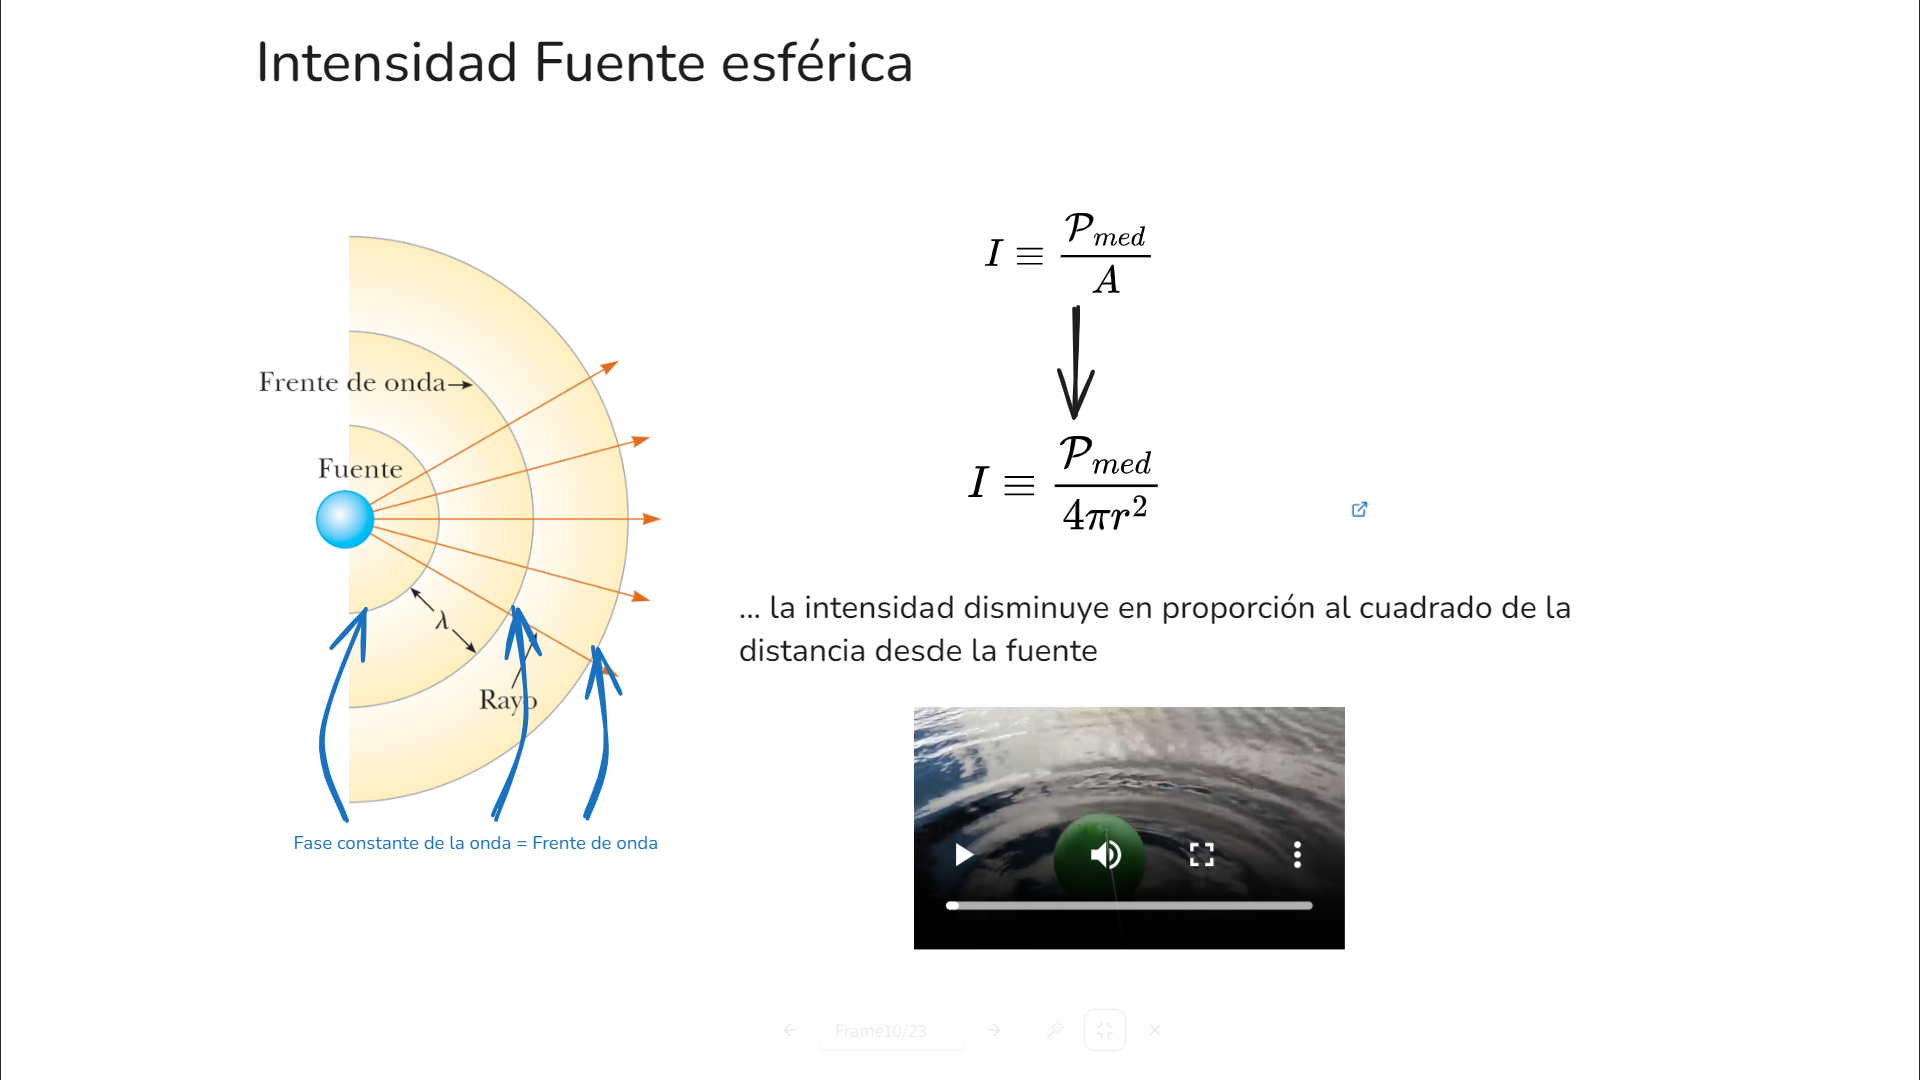 Intensidad Fuente esférica
I ≡ 𝒫med / A
I ≡ 𝒫med / 4πr²
Frente de onda
Fuente
λ
Rayo
Fase constante de la onda = Frente de onda
... la intensidad disminuye en proporción al cuadrado de la
distancia desde la fuente
Frame10/23